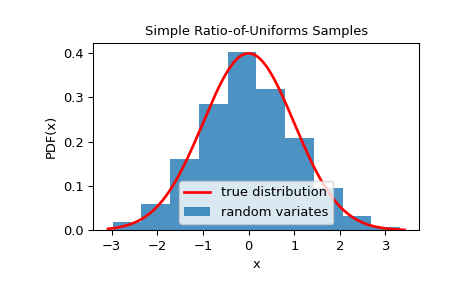 Simple Ratio-of-Uniforms Samples
PDF(x)
0.4
0.3
0.2
0.1
0.0
true distribution
random variates
−3 −2 −1 0 1 2 3
x